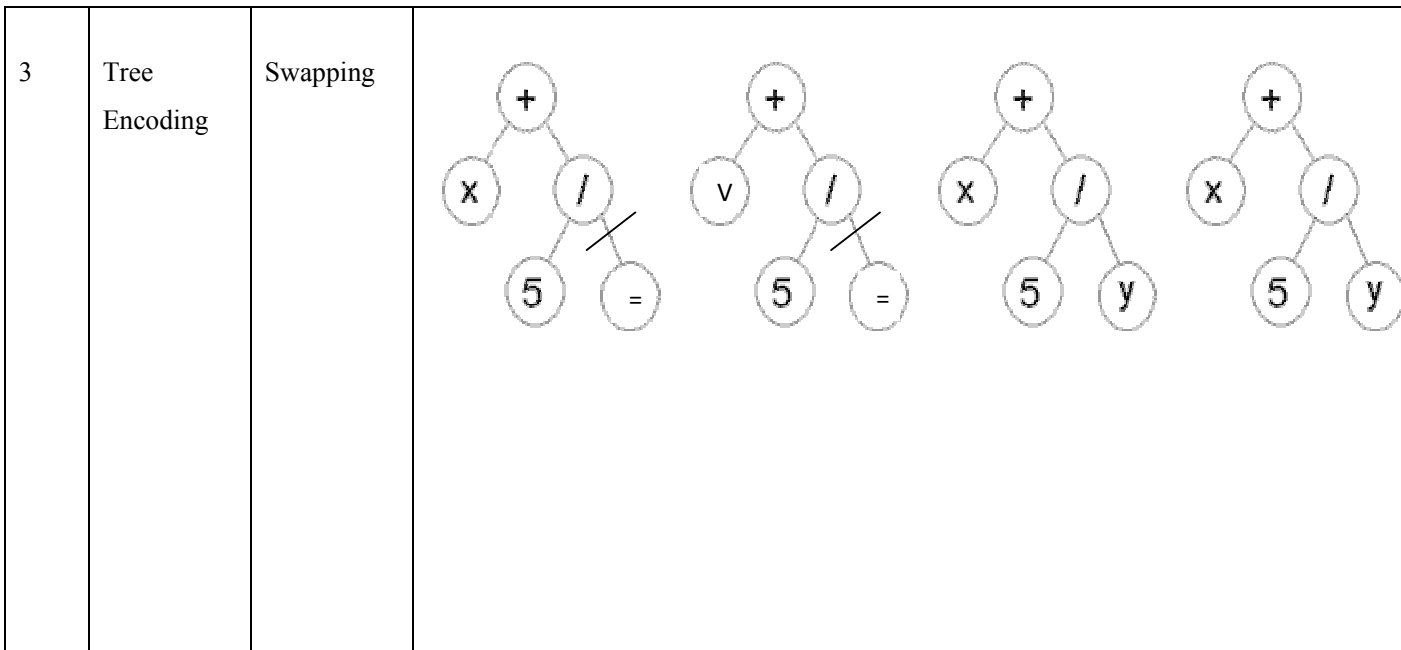 3
Tree
Encoding
Swapping
+ + + +
x / v / x / x /
5 = 5 = 5 y 5 y